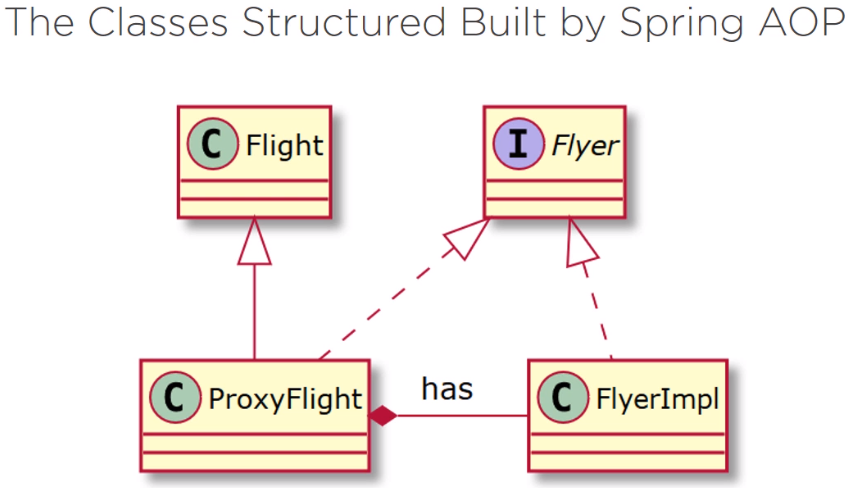 The Classes Structured Built by Spring AOP
C Flight
I Flyer
has
C ProxyFlight
C FlyerImpl